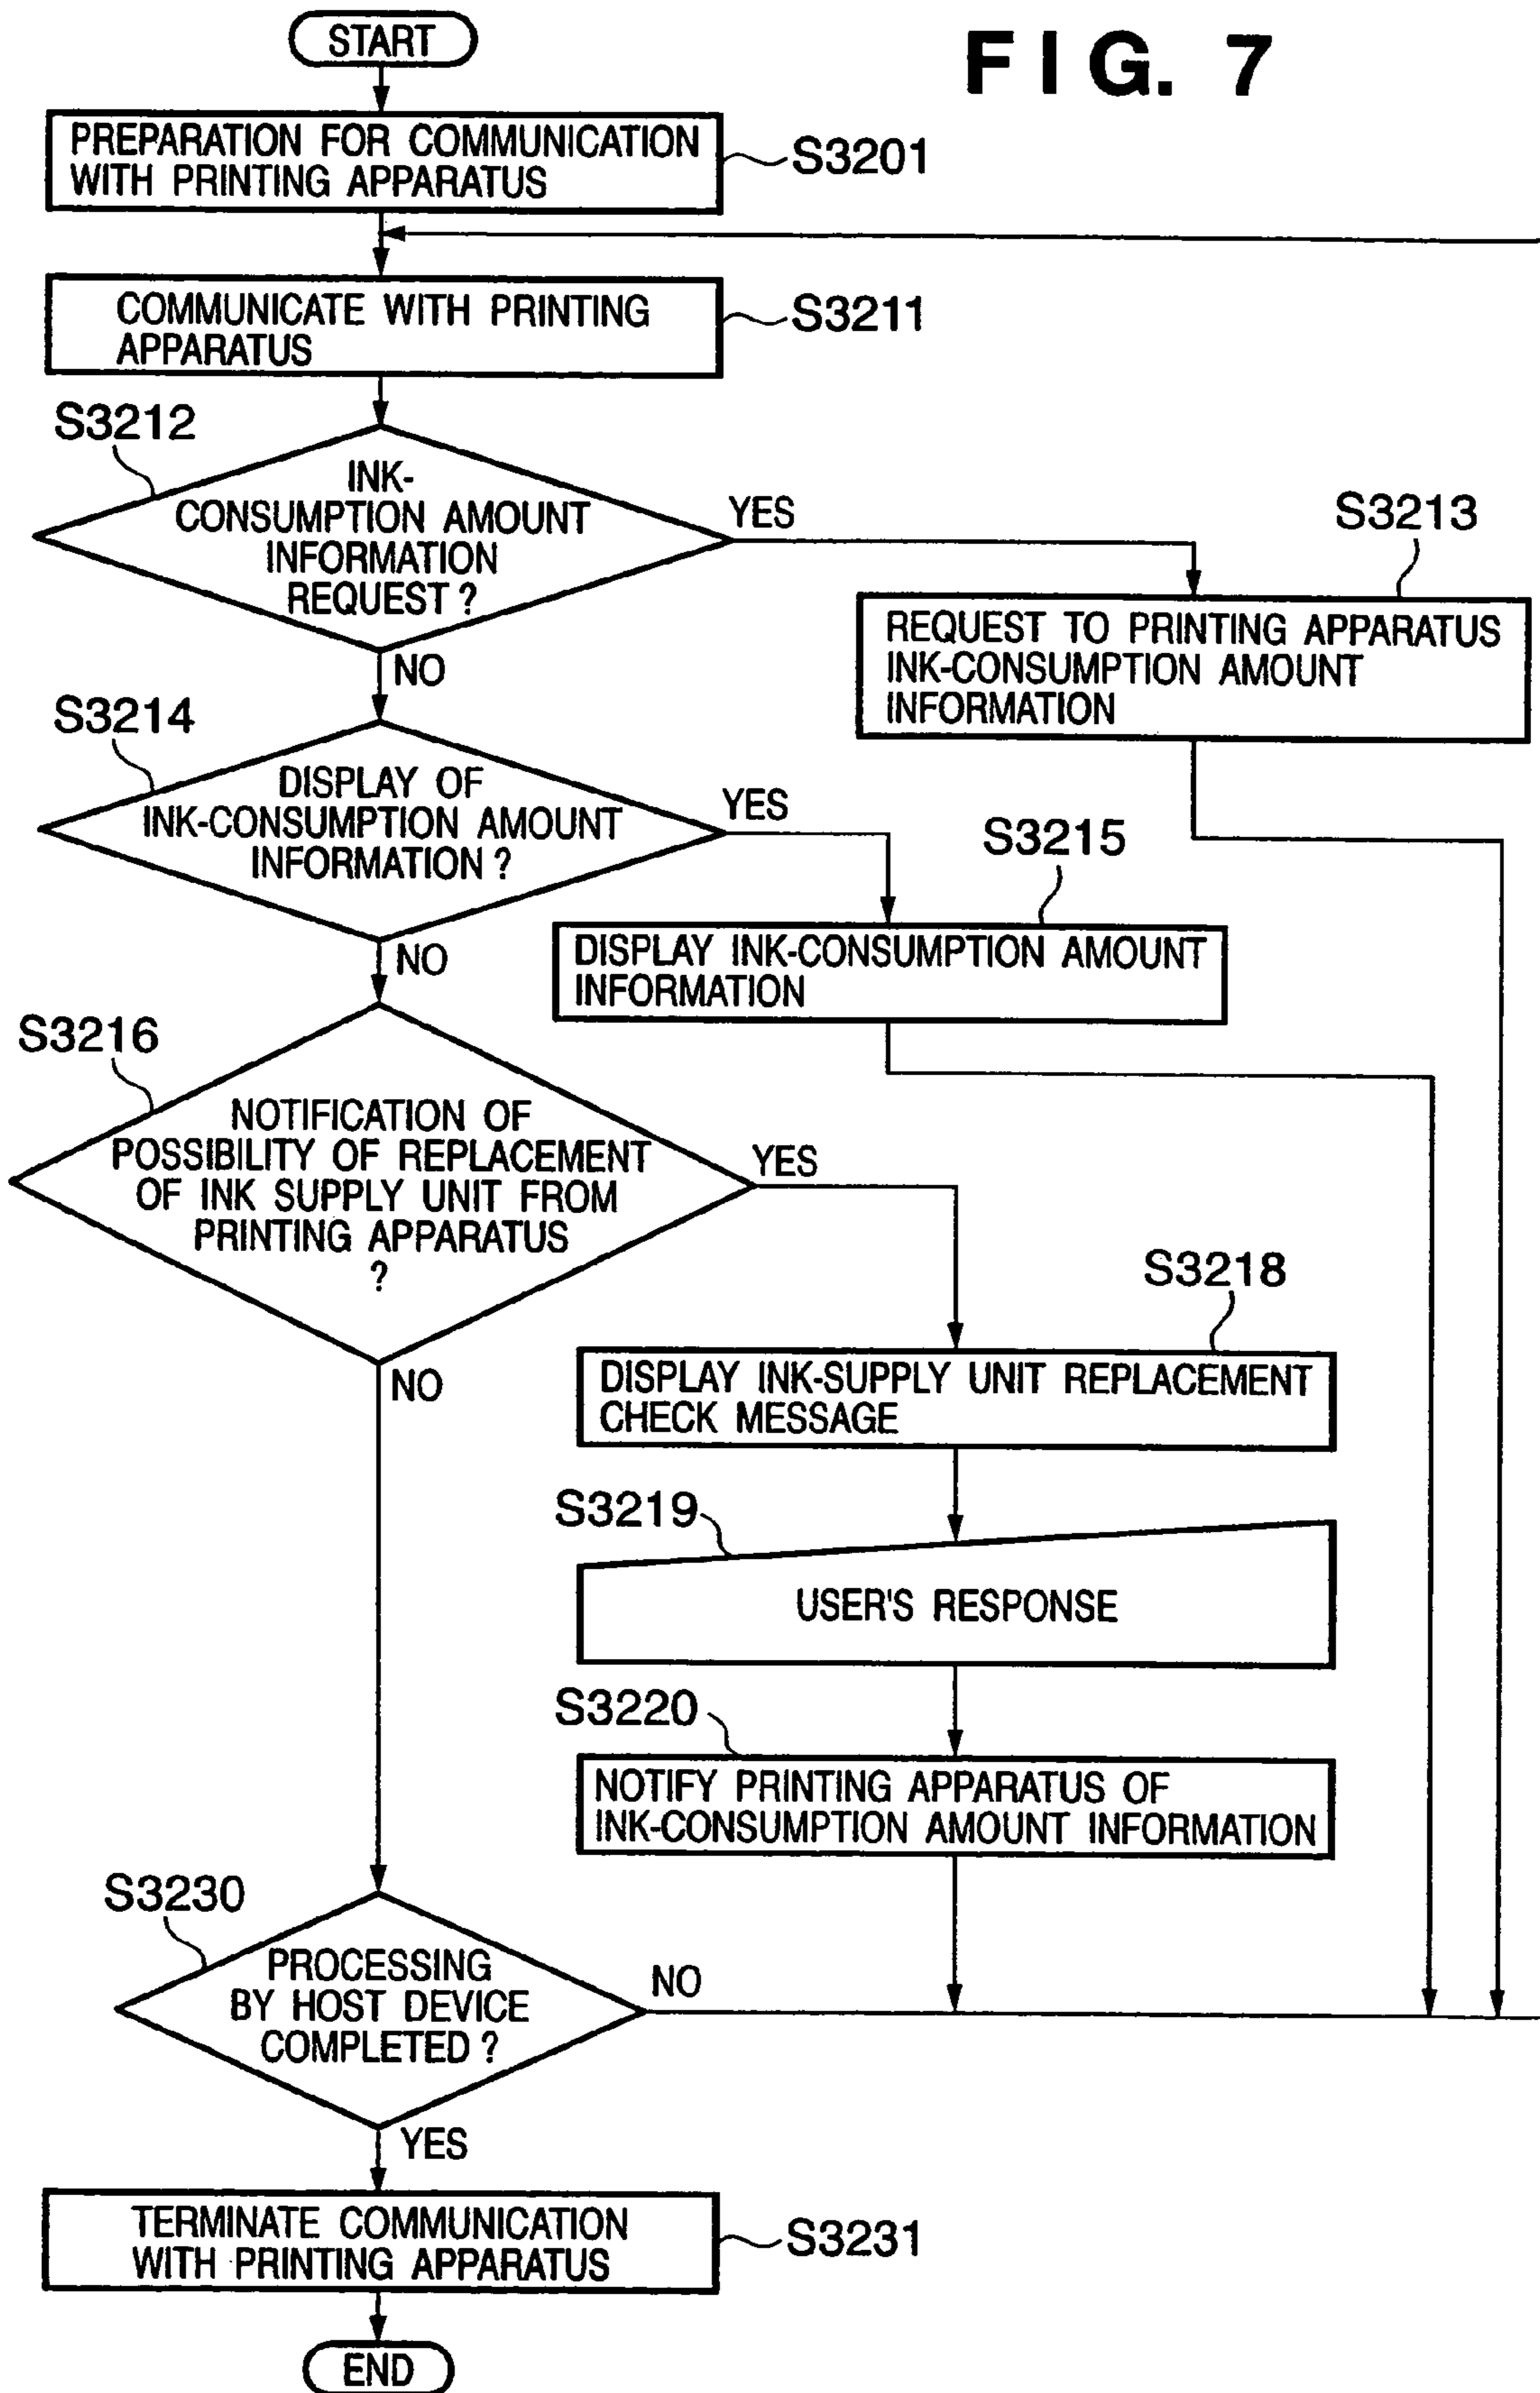 START
FIG. 7
PREPARATION FOR COMMUNICATION
WITH PRINTING APPARATUS
S3201
COMMUNICATE WITH PRINTING
APPARATUS
S3211
S3212
INK-
CONSUMPTION AMOUNT
INFORMATION
REQUEST ?
YES
NO
S3213
REQUEST TO PRINTING APPARATUS
INK-CONSUMPTION AMOUNT
INFORMATION
S3214
DISPLAY OF
INK-CONSUMPTION AMOUNT
INFORMATION ?
YES
NO
S3215
DISPLAY INK-CONSUMPTION AMOUNT
INFORMATION
S3216
NOTIFICATION OF
POSSIBILITY OF REPLACEMENT
OF INK SUPPLY UNIT FROM
PRINTING APPARATUS
?
YES
NO
S3218
DISPLAY INK-SUPPLY UNIT REPLACEMENT
CHECK MESSAGE
S3219
USER'S RESPONSE
S3220
NOTIFY PRINTING APPARATUS OF
INK-CONSUMPTION AMOUNT INFORMATION
S3230
PROCESSING
BY HOST DEVICE
COMPLETED ?
NO
YES
TERMINATE COMMUNICATION
WITH PRINTING APPARATUS
S3231
END